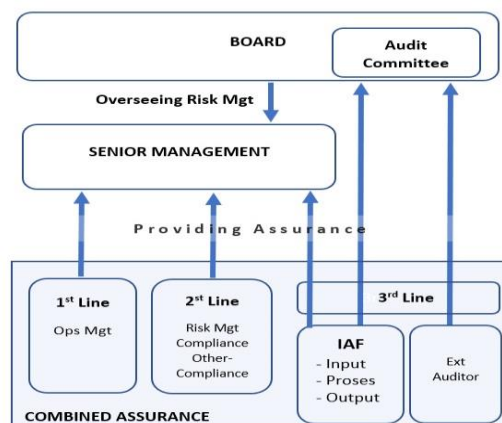 BOARD
Audit
Committee
Overseeing Risk Mgt
SENIOR MANAGEMENT
Providing Assurance
1st Line
Ops Mgt
2st Line
Risk Mgt
Compliance
Other-
Compliance
3rd Line
IAF
- Input
- Proses
- Output
Ext
Auditor
COMBINED ASSURANCE